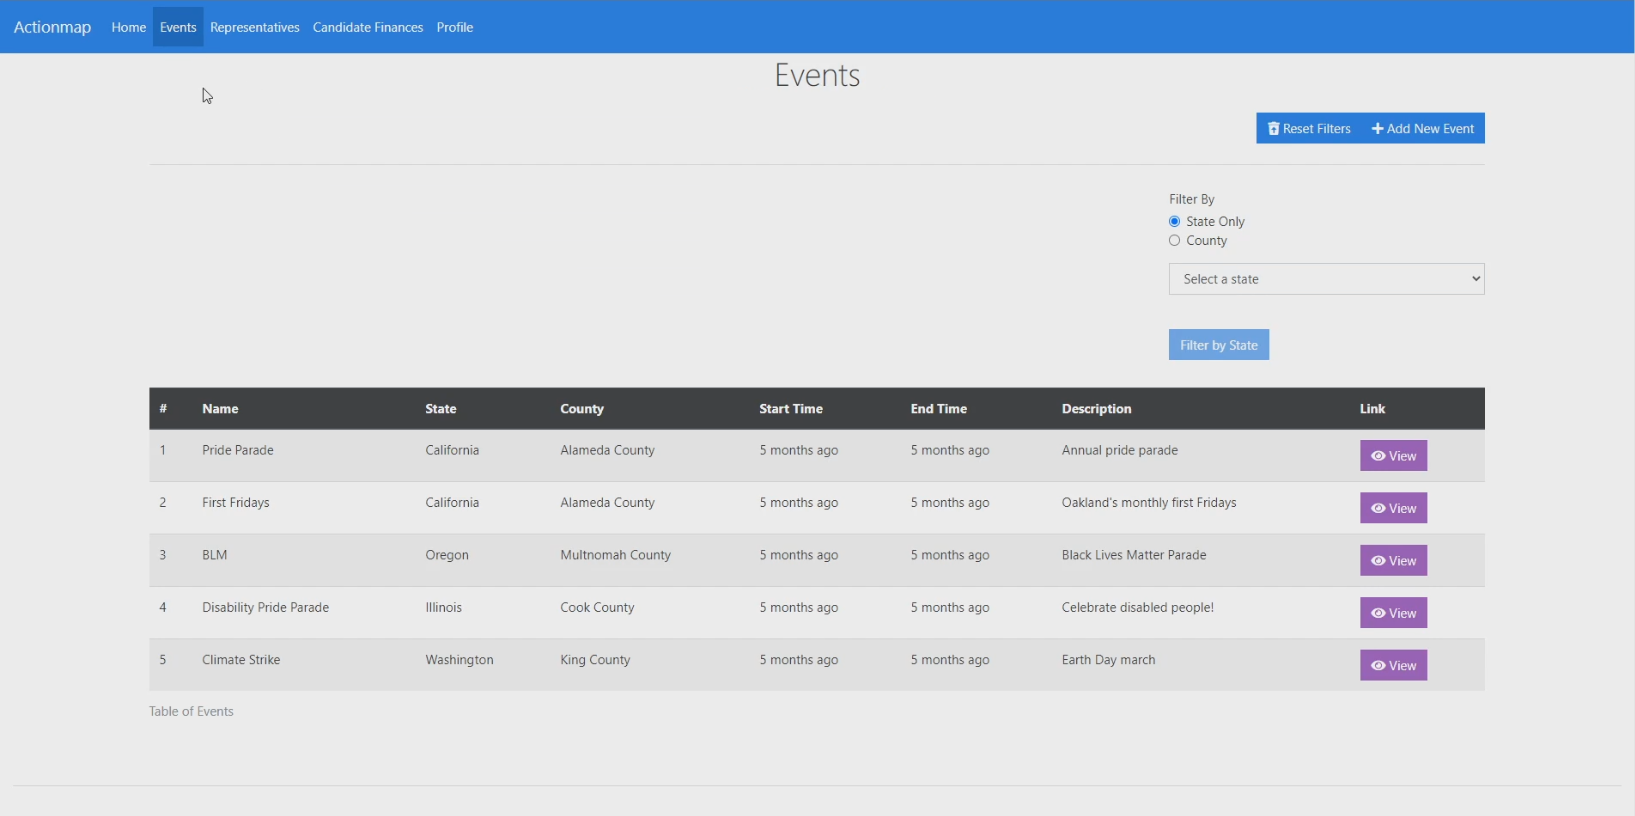 Actionmap Home Events Representatives Candidate Finances Profile
Events
Reset Filters Add New Event
Filter By
State Only
County
Select a state
Filter by State
# Name State County Start Time End Time Description Link
1 Pride Parade California Alameda County 5 months ago 5 months ago Annual pride parade View
2 First Fridays California Alameda County 5 months ago 5 months ago Oakland's monthly first Fridays View
3 BLM Oregon Multnomah County 5 months ago 5 months ago Black Lives Matter Parade View
4 Disability Pride Parade Illinois Cook County 5 months ago 5 months ago Celebrate disabled people! View
5 Climate Strike Washington King County 5 months ago 5 months ago Earth Day march View
Table of Events